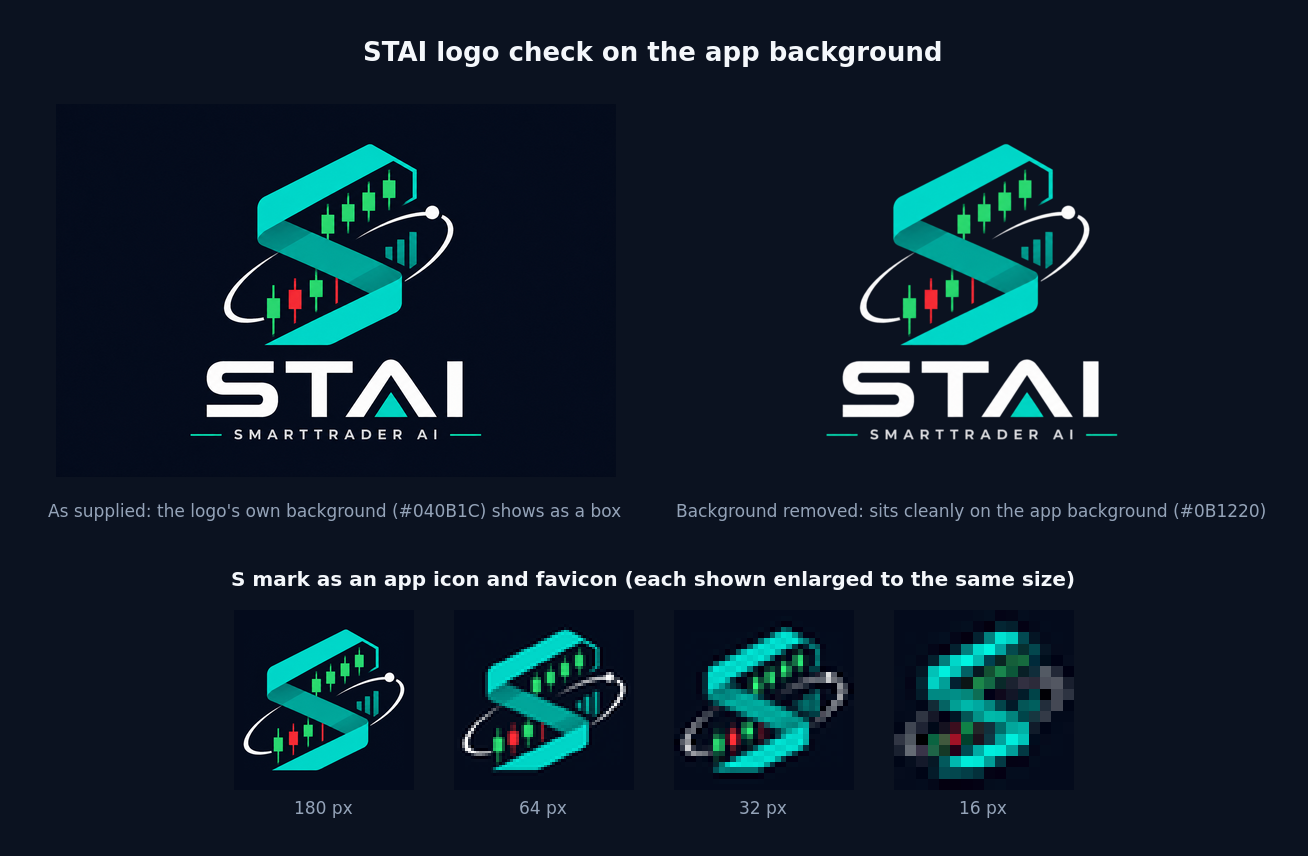 STAI logo check on the app background
STAI
SMARTTRADER AI
STAI
SMARTTRADER AI
As supplied: the logo's own background (#040B1C) shows as a box
Background removed: sits cleanly on the app background (#0B1220)
S mark as an app icon and favicon (each shown enlarged to the same size)
180 px
64 px
32 px
16 px